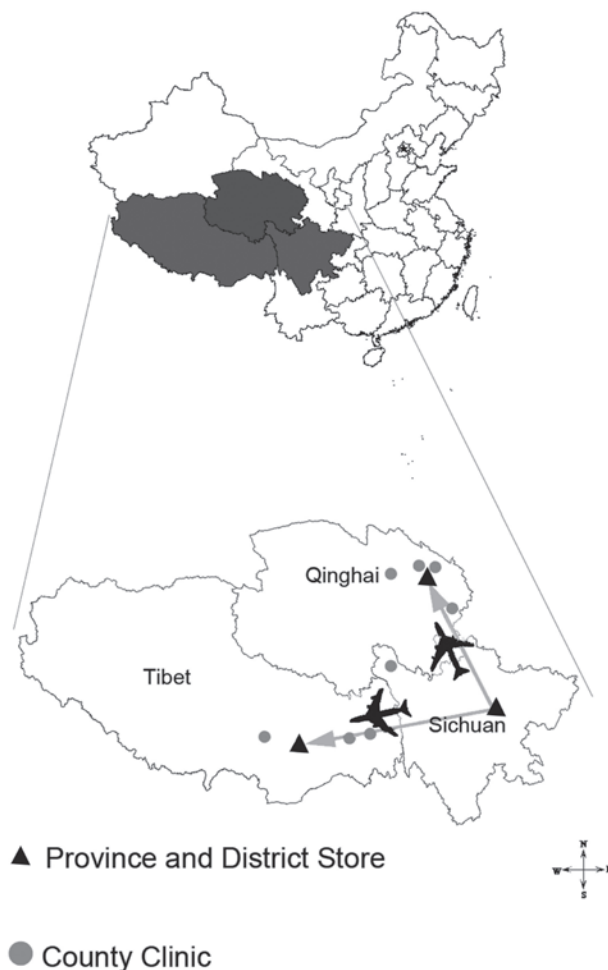 Qinghai
Tibet
Sichuan
Province and District Store
N
W
E
S
County Clinic